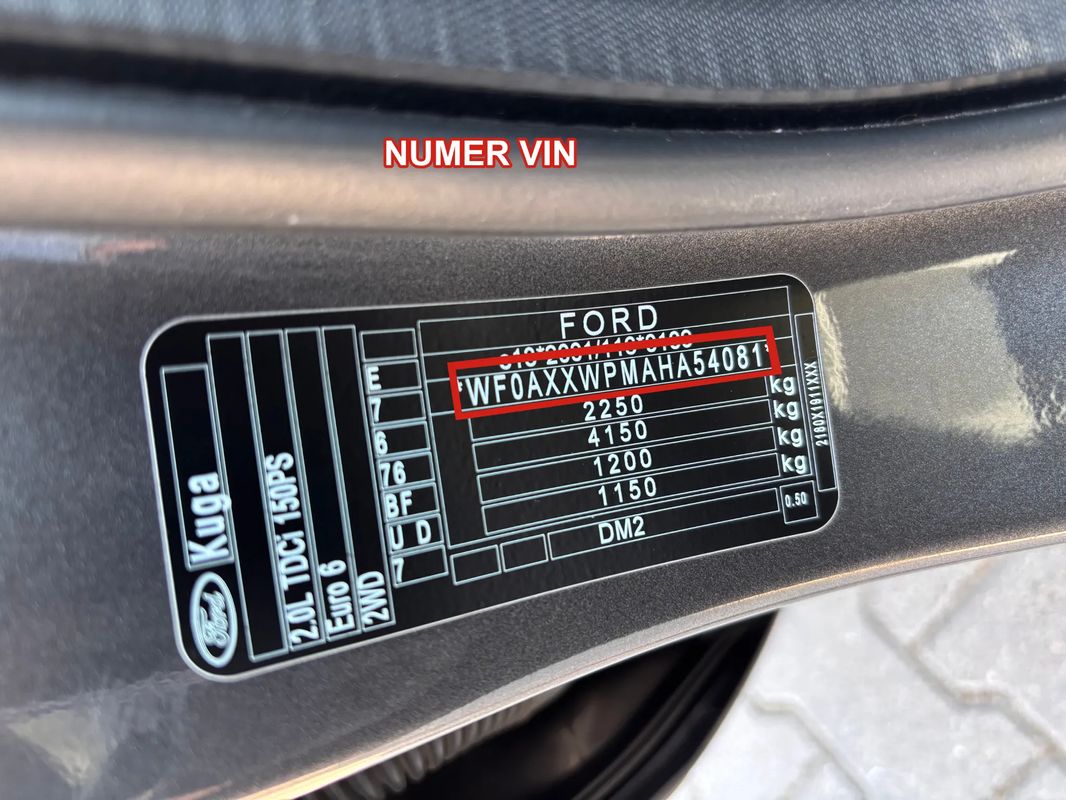 NUMER VIN
FORD
*WF0AXXWPMAHA54081*
2250 kg
4150 kg
1200 kg
1150 kg
DM2
0.50
2160X1911XXX
E
7
6
76
BF
U D
7
Ford
Kuga
2.0L TDCi 150PS
Euro 6
2WD